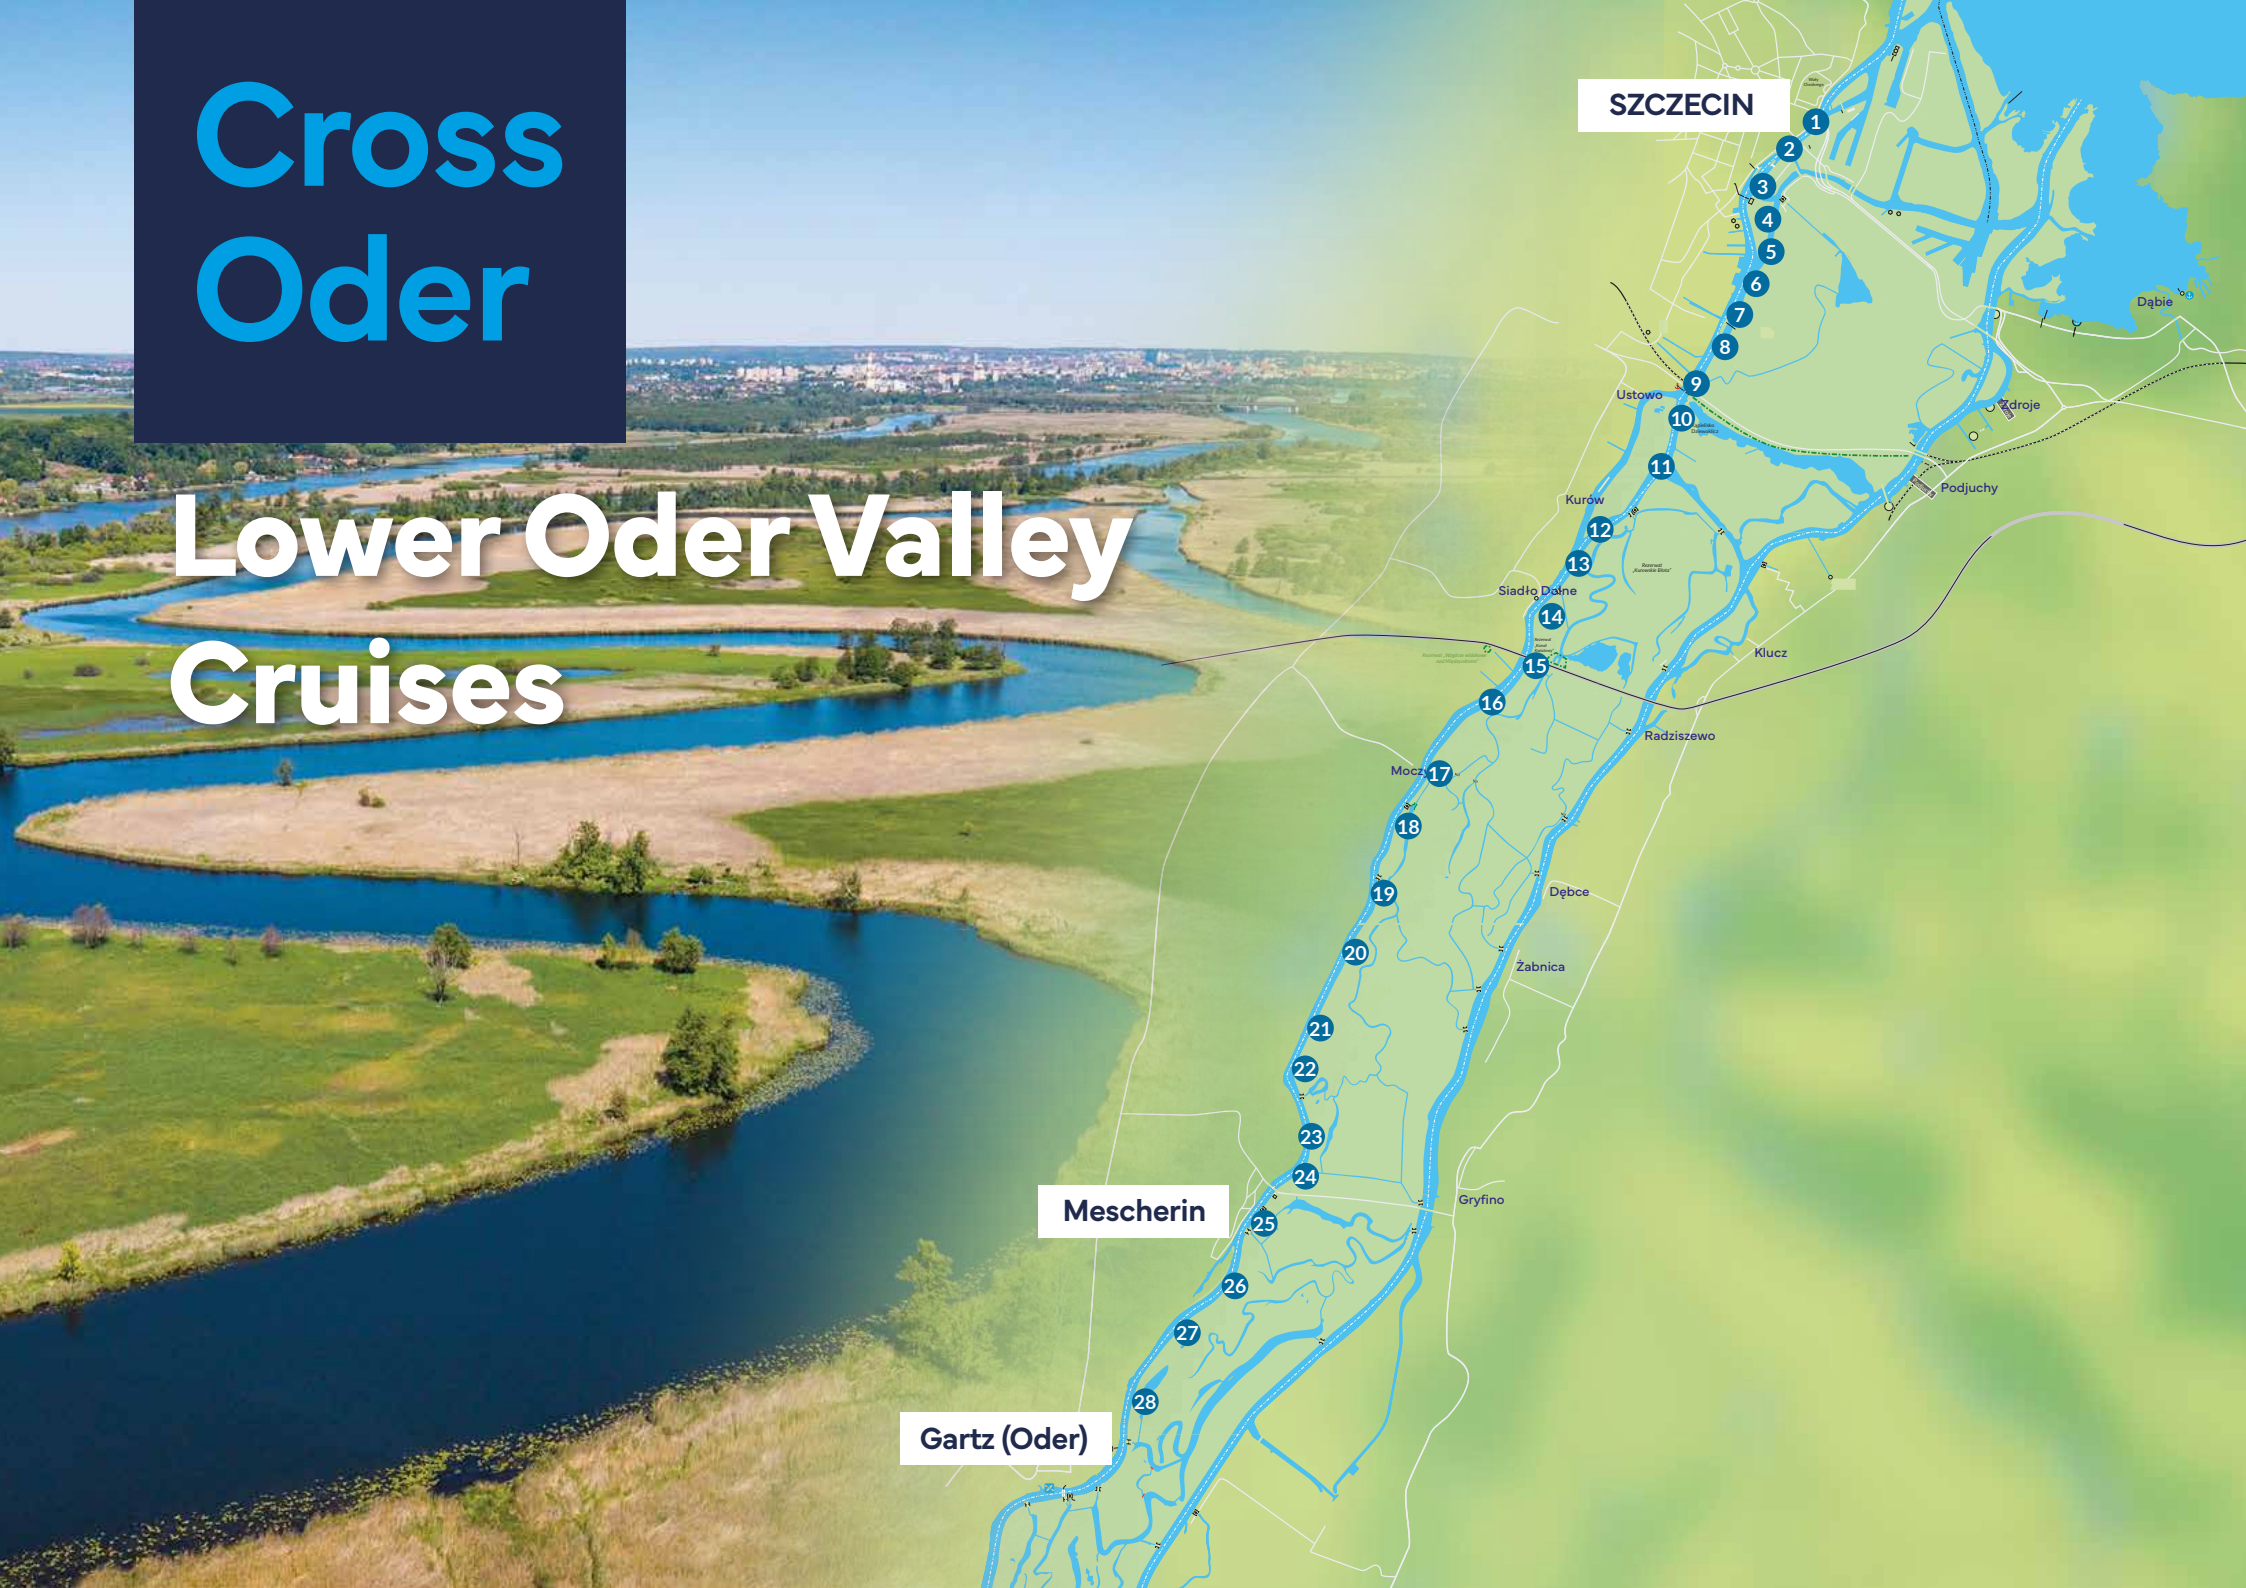 Cross
Oder
Lower Oder Valley
Cruises
SZCZECIN
1
2
3
4
5
6
7
8
Dąbie
9
Ustowo
Zdroje
10
11
Podjuchy
Kurów
12
13
Siadło Dolne
14
Klucz
15
16
Radziszewo
17
18
Dębce
19
20
Żabnica
21
22
23
24
Gryfino
Mescherin
25
26
27
28
Gartz (Oder)